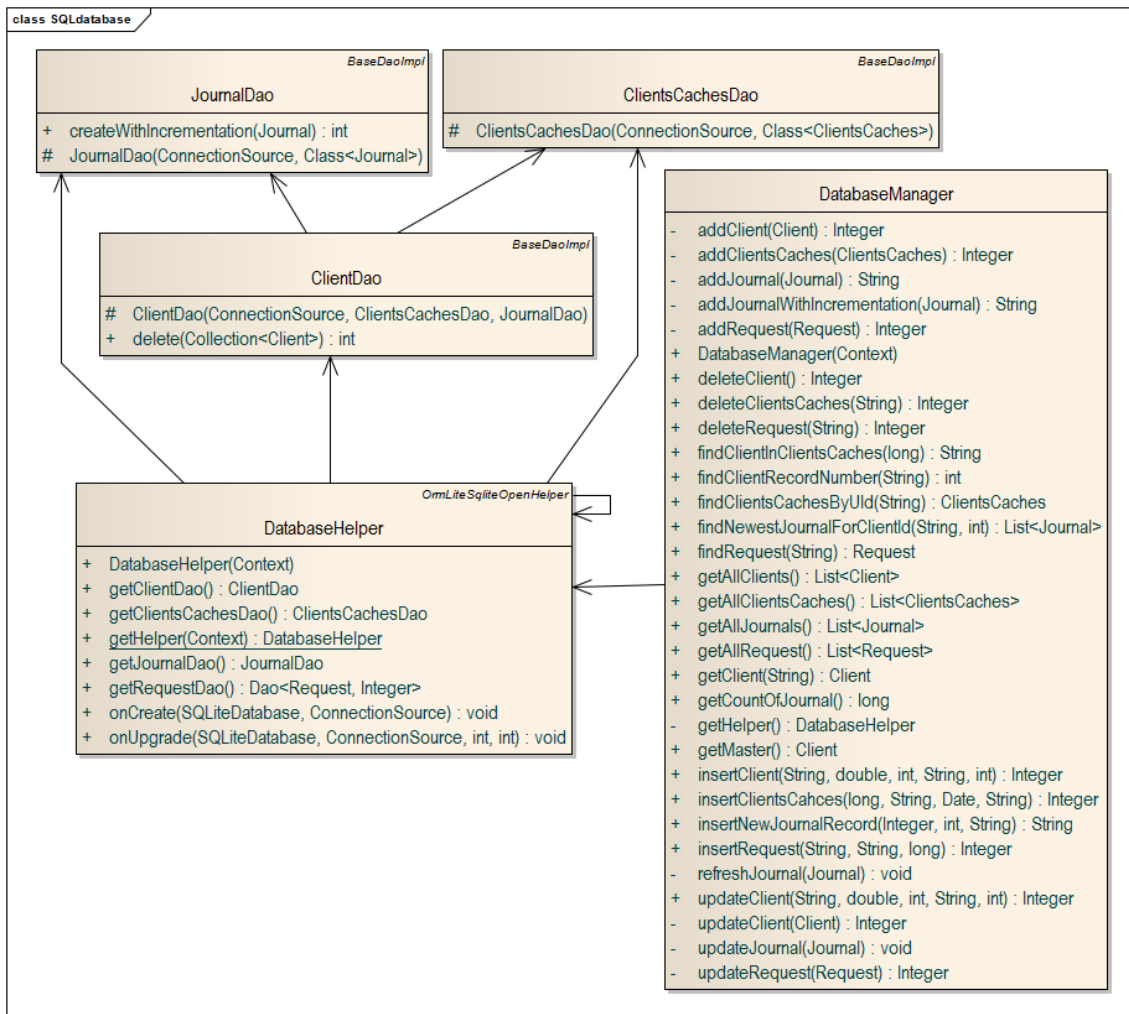 class SQLdatabase
BaseDaoImpl
JournalDao
+ createWithIncrementation(Journal) : int
# JournalDao(ConnectionSource, Class<Journal>)
BaseDaoImpl
ClientsCachesDao
# ClientsCachesDao(ConnectionSource, Class<ClientsCaches>)
BaseDaoImpl
ClientDao
# ClientDao(ConnectionSource, ClientsCachesDao, JournalDao)
+ delete(Collection<Client>) : int
OrmLiteSqliteOpenHelper
DatabaseHelper
+ DatabaseHelper(Context)
+ getClientDao() : ClientDao
+ getClientsCachesDao() : ClientsCachesDao
+ getHelper(Context) : DatabaseHelper
+ getJournalDao() : JournalDao
+ getRequestDao() : Dao<Request, Integer>
+ onCreate(SQLiteDatabase, ConnectionSource) : void
+ onUpgrade(SQLiteDatabase, ConnectionSource, int, int) : void
DatabaseManager
- addClient(Client) : Integer
- addClientsCaches(ClientsCaches) : Integer
- addJournal(Journal) : String
- addJournalWithIncrementation(Journal) : String
- addRequest(Request) : Integer
+ DatabaseManager(Context)
+ deleteClient() : Integer
+ deleteClientsCaches(String) : Integer
+ deleteRequest(String) : Integer
+ findClientInClientsCaches(long) : String
+ findClientRecordNumber(String) : int
+ findClientsCachesByUId(String) : ClientsCaches
+ findNewestJournalForClientId(String, int) : List<Journal>
+ findRequest(String) : Request
+ getAllClients() : List<Client>
+ getAllClientsCaches() : List<ClientsCaches>
+ getAllJournals() : List<Journal>
+ getAllRequest() : List<Request>
+ getClient(String) : Client
+ getCountOfJournal() : long
- getHelper() : DatabaseHelper
+ getMaster() : Client
+ insertClient(String, double, int, String, int) : Integer
+ insertClientsCahces(long, String, Date, String) : Integer
+ insertNewJournalRecord(Integer, int, String) : String
+ insertRequest(String, String, long) : Integer
- refreshJournal(Journal) : void
+ updateClient(String, double, int, String, int) : Integer
- updateClient(Client) : Integer
- updateJournal(Journal) : void
- updateRequest(Request) : Integer